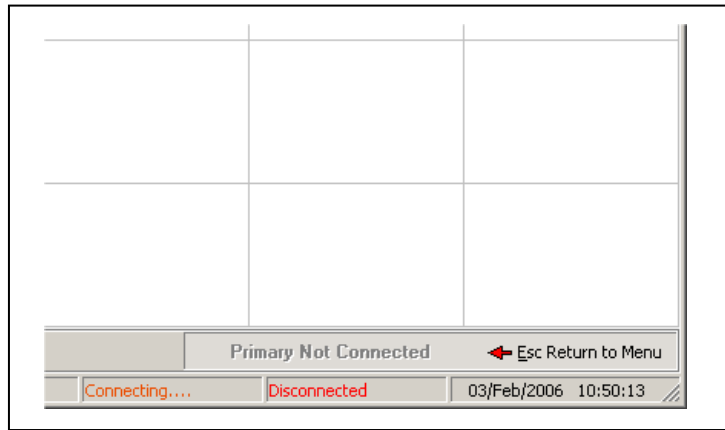 Primary Not Connected Esc Return to Menu
Connecting.... Disconnected 03/Feb/2006 10:50:13